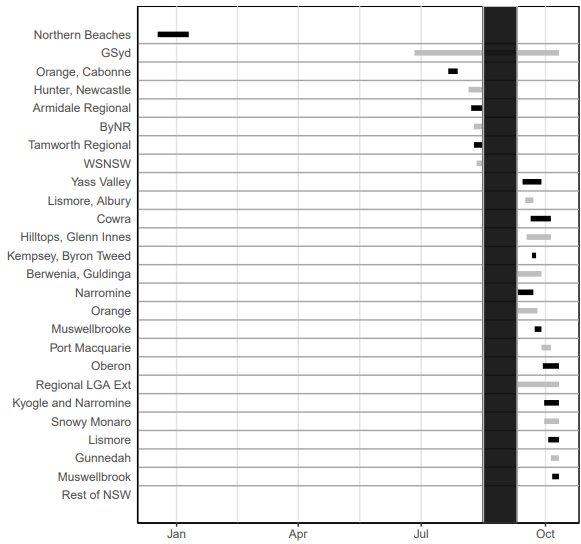 Northern Beaches
GSyd
Orange, Cabonne
Hunter, Newcastle
Armidale Regional
ByNR
Tamworth Regional
WSNSW
Yass Valley
Lismore, Albury
Cowra
Hilltops, Glenn Innes
Kempsey, Byron Tweed
Berwenia, Guldinga
Narromine
Orange
Muswellbrooke
Port Macquarie
Oberon
Regional LGA Ext
Kyogle and Narromine
Snowy Monaro
Lismore
Gunnedah
Muswellbrook
Rest of NSW
Jan Apr Jul Oct